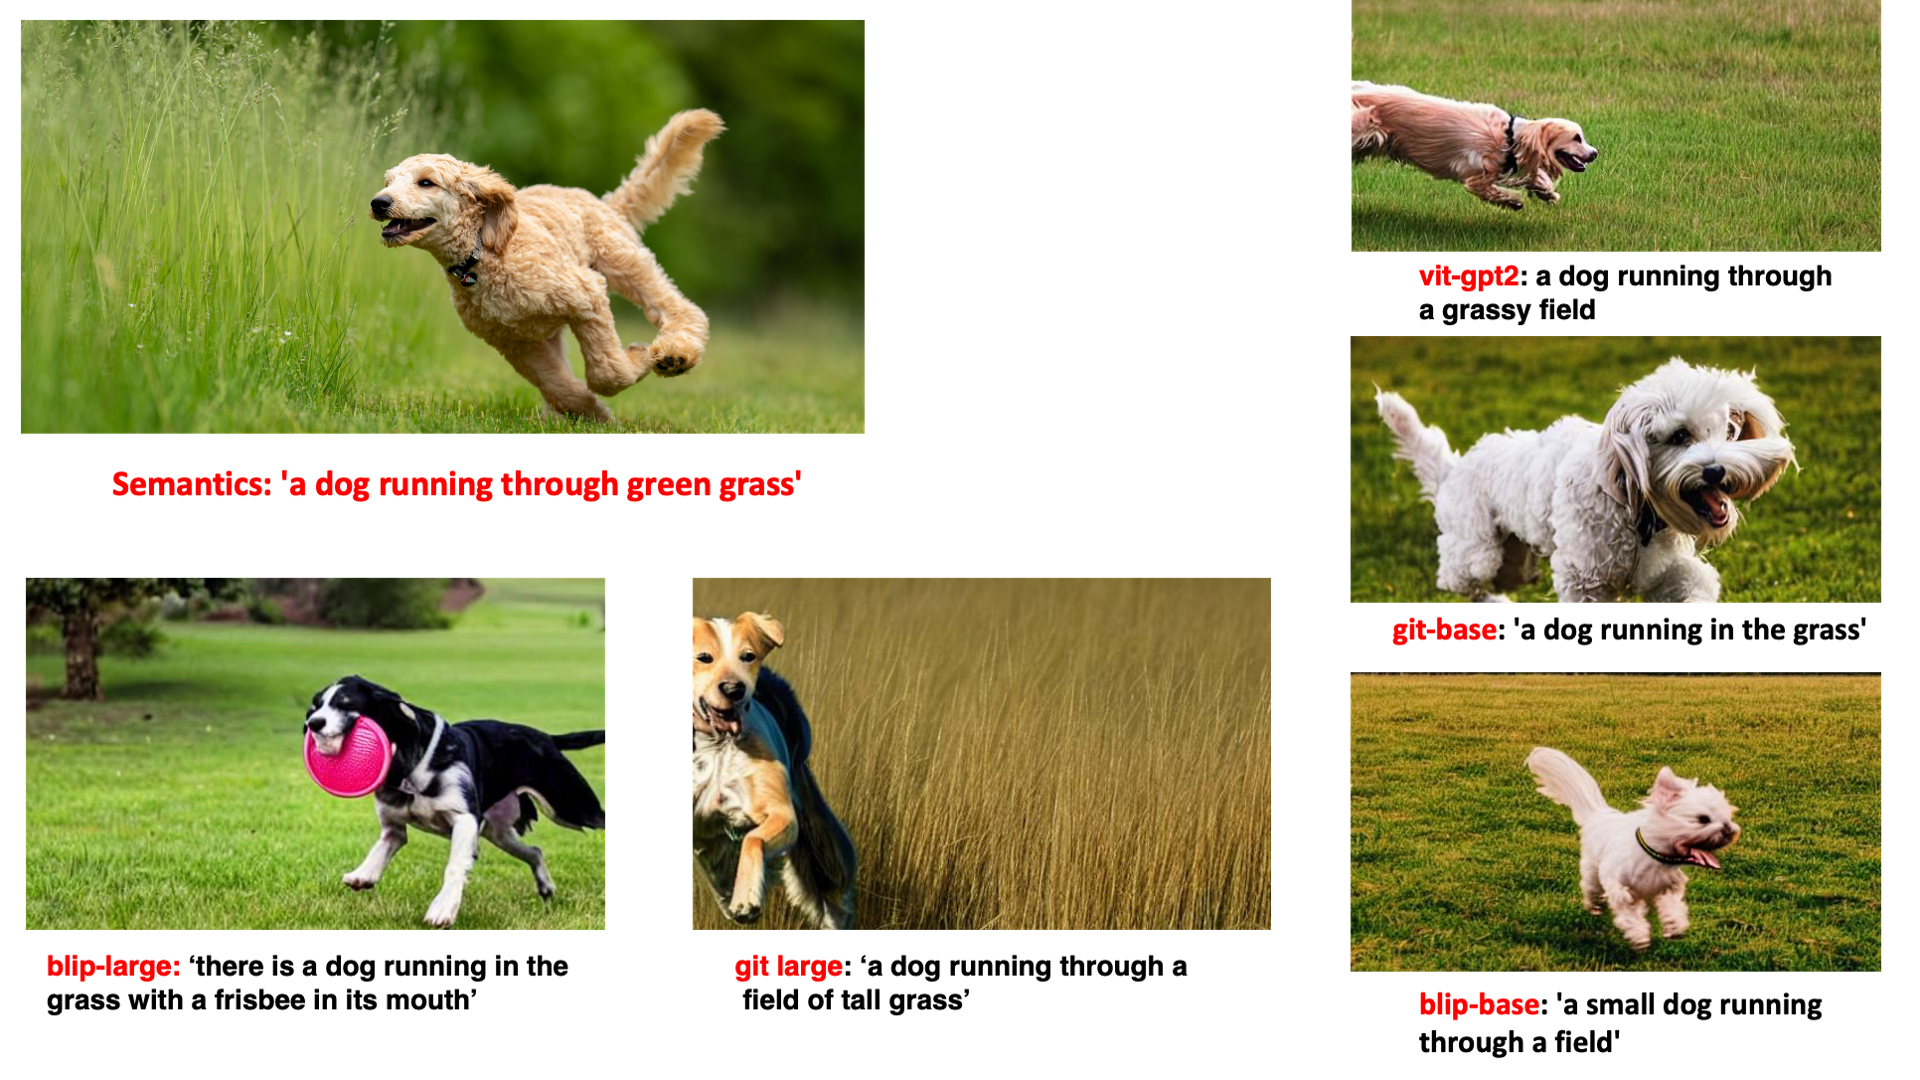 Semantics: 'a dog running through green grass'
blip-large: ‘there is a dog running in the
grass with a frisbee in its mouth’
git large: ‘a dog running through a
field of tall grass’
vit-gpt2: a dog running through
a grassy field
git-base: 'a dog running in the grass'
blip-base: 'a small dog running
through a field'